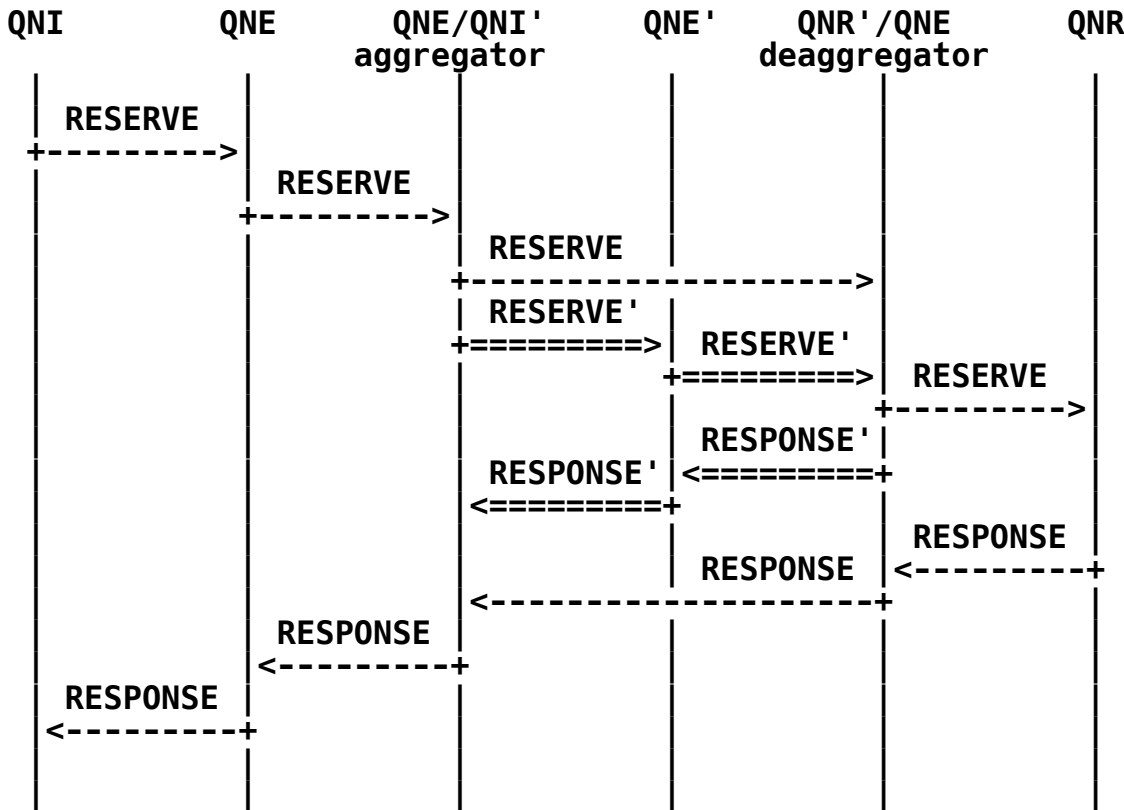 QNI QNE QNE/QNI' QNE' QNR'/QNE QNR
aggregator deaggregator
RESERVE
RESERVE
RESERVE
RESERVE'
RESERVE'
RESERVE
RESPONSE'
RESPONSE'
RESPONSE
RESPONSE
RESPONSE
RESPONSE